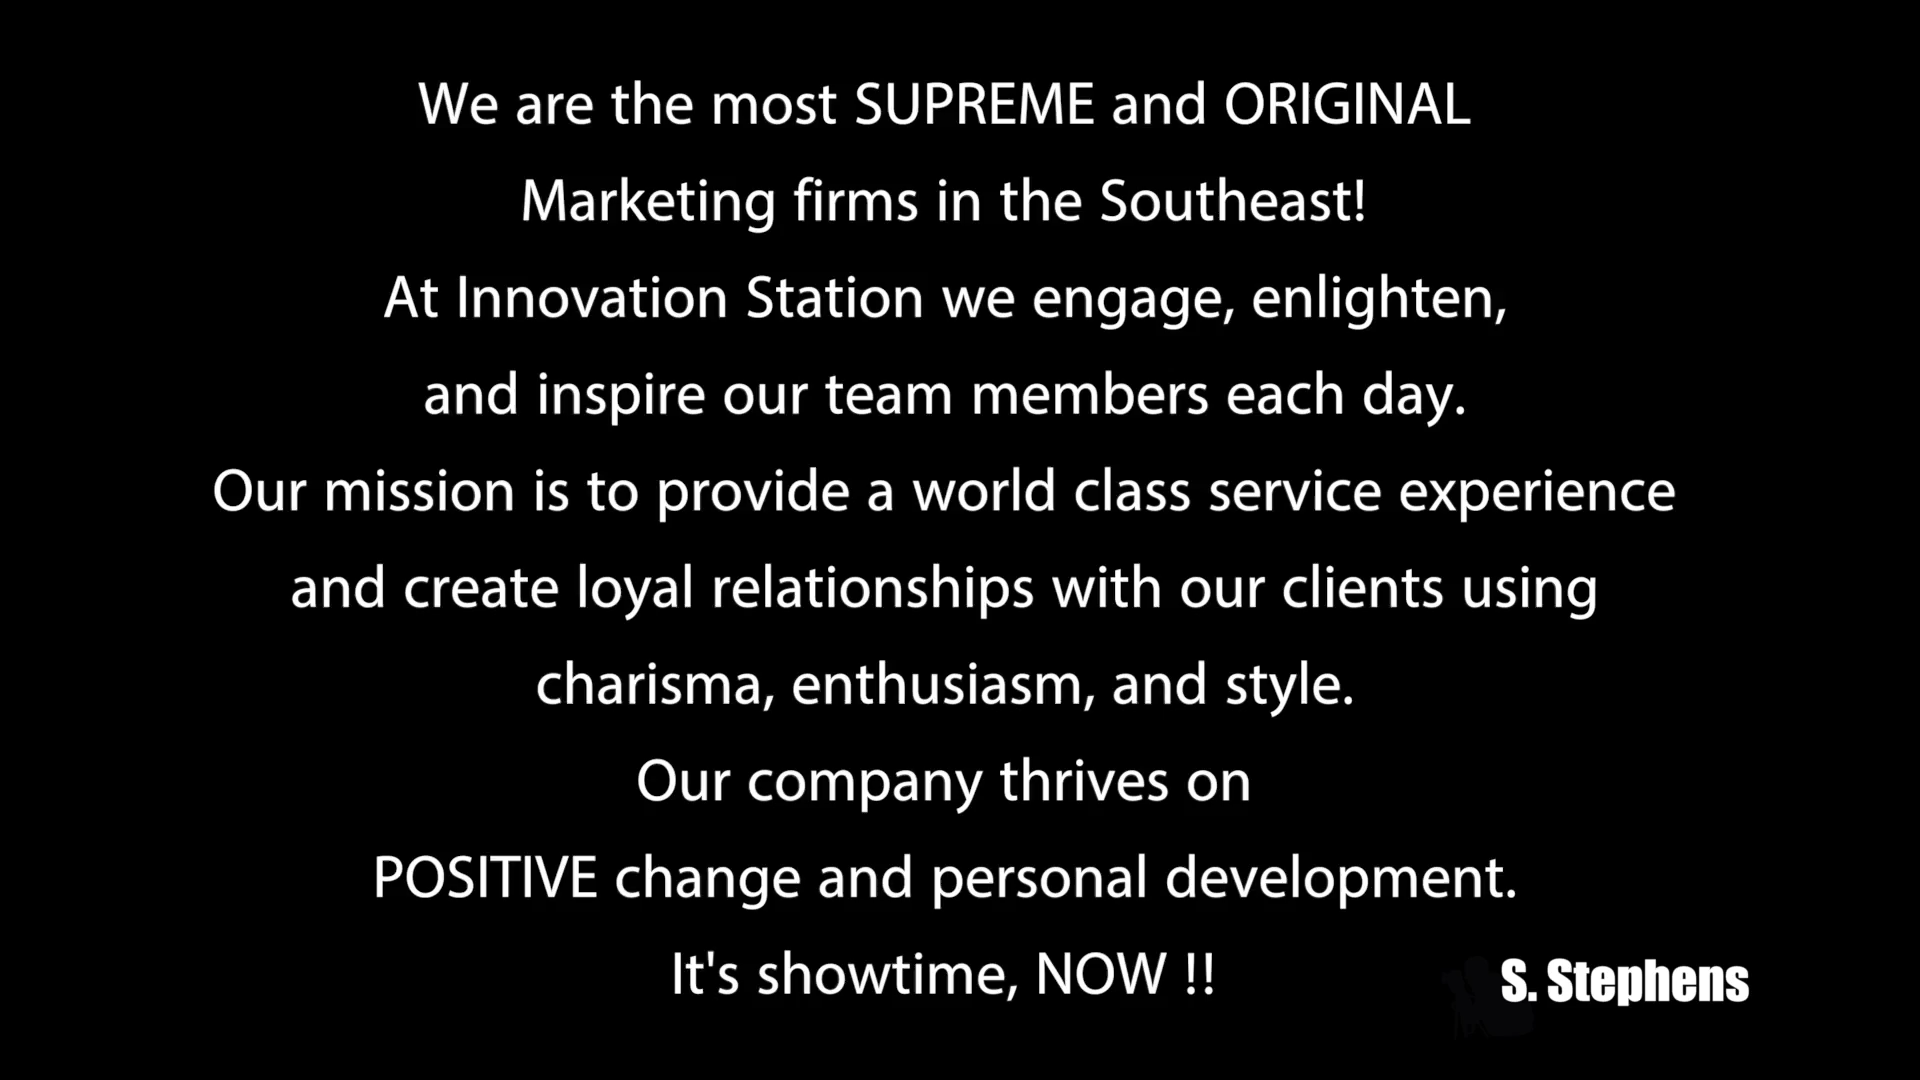 We are the most SUPREME and ORIGINAL
Marketing firms in the Southeast!
At Innovation Station we engage, enlighten,
and inspire our team members each day.
Our mission is to provide a world class service experience
and create loyal relationships with our clients using
charisma, enthusiasm, and style.
Our company thrives on
POSITIVE change and personal development.
It's showtime, NOW !!
S. Stephens